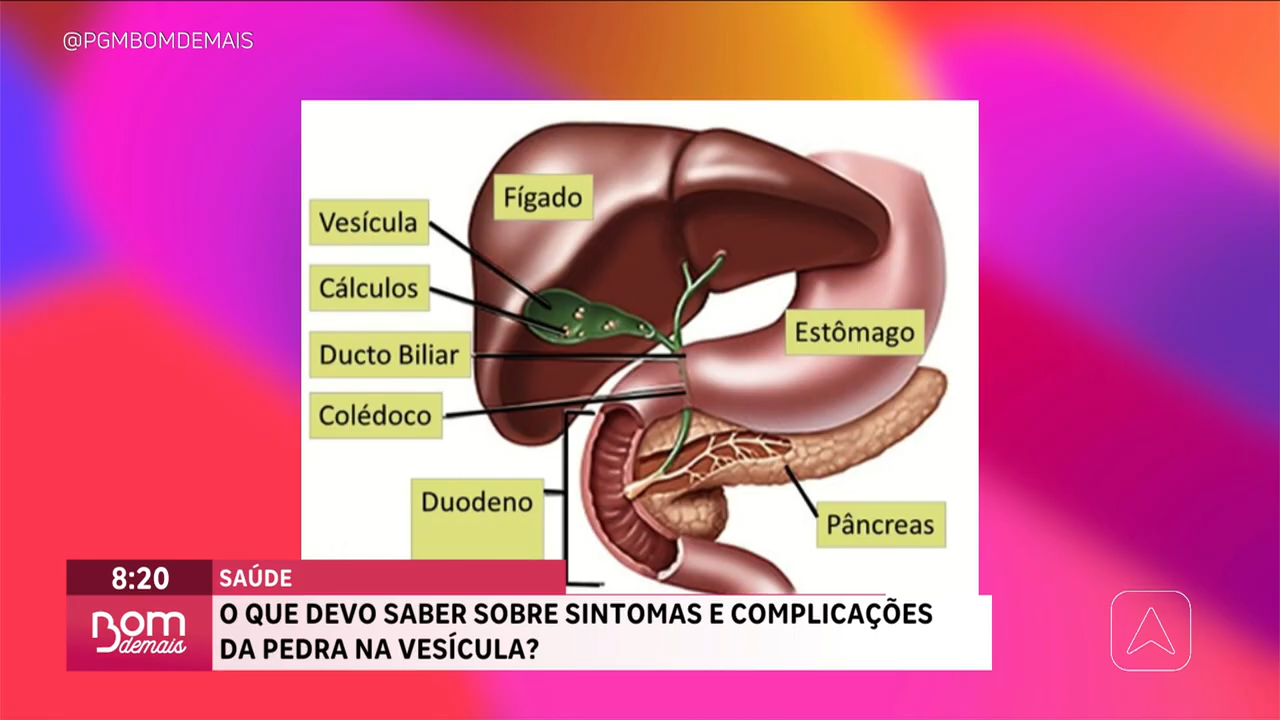 @PGMBOMDEMAIS
Fígado
Vesícula
Cálculos
Ducto Biliar
Estômago
Colédoco
Duodeno
Pâncreas
8:20
SAÚDE
Bom
demais
O QUE DEVO SABER SOBRE SINTOMAS E COMPLICAÇÕES
DA PEDRA NA VESÍCULA?